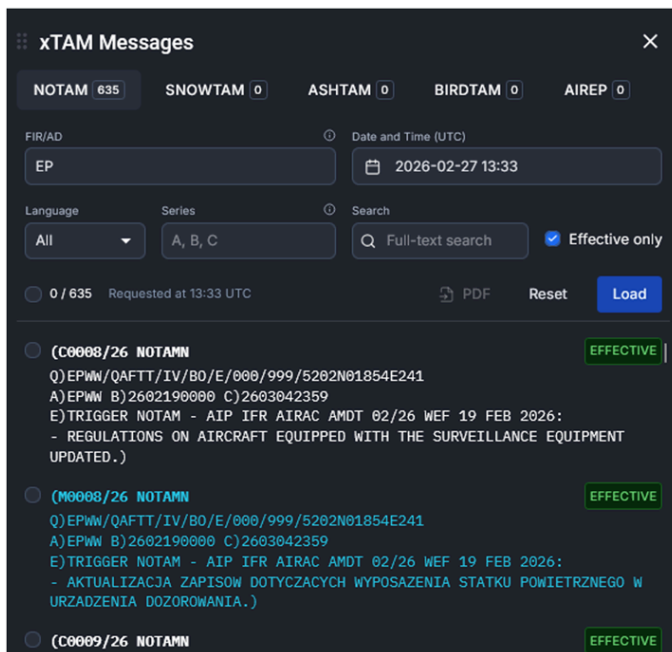 xTAM Messages
NOTAM 635 SNOWTAM 0 ASHTAM 0 BIRDTAM 0 AIREP 0
FIR/AD Date and Time (UTC)
EP 2026-02-27 13:33
Language Series Search
All A, B, C Full-text search Effective only
0 / 635 Requested at 13:33 UTC PDF Reset Load
(C0008/26 NOTAMN EFFECTIVE
Q)EPWW/QAFTT/IV/BO/E/000/999/5202N01854E241
A)EPWW B)2602190000 C)2603042359
E)TRIGGER NOTAM - AIP IFR AIRAC AMDT 02/26 WEF 19 FEB 2026:
- REGULATIONS ON AIRCRAFT EQUIPPED WITH THE SURVEILLANCE EQUIPMENT
UPDATED.)
(M0008/26 NOTAMN EFFECTIVE
Q)EPWW/QAFTT/IV/BO/E/000/999/5202N01854E241
A)EPWW B)2602190000 C)2603042359
E)TRIGGER NOTAM - AIP IFR AIRAC AMDT 02/26 WEF 19 FEB 2026:
- AKTUALIZACJA ZAPISOW DOTYCZACYCH WYPOSAZENIA STATKU POWIETRZNEGO W
URZADZENIA DOZOROWANIA.)
(C0009/26 NOTAMN EFFECTIVE